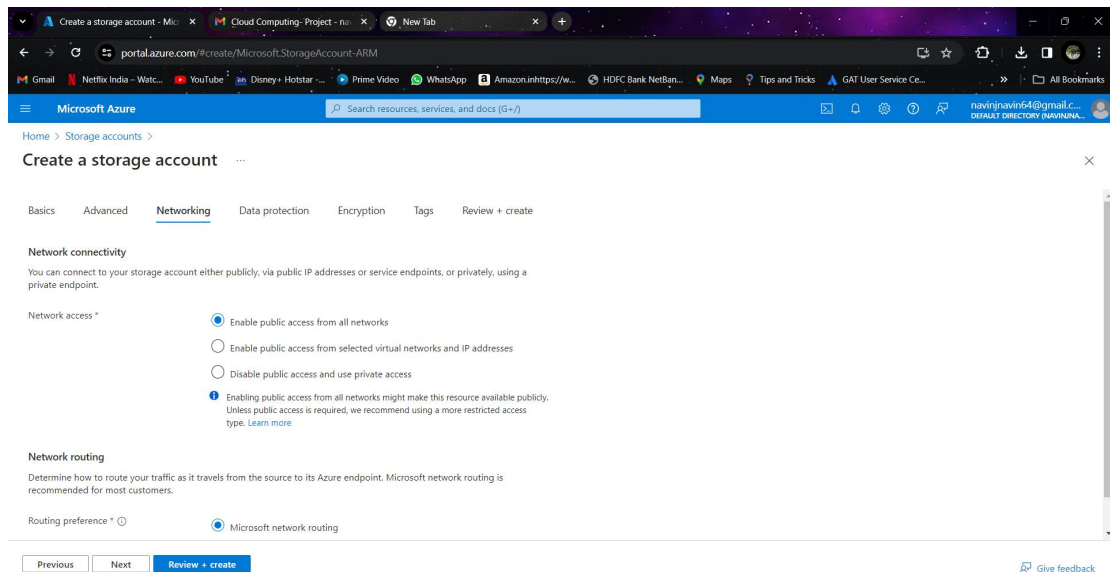 Create a storage account - Micr
Cloud Computing- Project - nav
New Tab
portal.azure.com/#create/Microsoft.StorageAccount-ARM
Gmail
Netflix India – Watc...
YouTube
Disney+ Hotstar -...
Prime Video
WhatsApp
Amazon.inhttps://w...
HDFC Bank NetBan...
Maps
Tips and Tricks
GAT User Service Ce...
All Bookmarks
Microsoft Azure
Search resources, services, and docs (G+/)
navinjnavin64@gmail.c...
DEFAULT DIRECTORY (NAVINJNA...
Home > Storage accounts >
Create a storage account ...
Basics Advanced Networking Data protection Encryption Tags Review + create
Network connectivity
You can connect to your storage account either publicly, via public IP addresses or service endpoints, or privately, using a
private endpoint.
Network access *
Enable public access from all networks
Enable public access from selected virtual networks and IP addresses
Disable public access and use private access
Enabling public access from all networks might make this resource available publicly.
Unless public access is required, we recommend using a more restricted access
type. Learn more
Network routing
Determine how to route your traffic as it travels from the source to its Azure endpoint. Microsoft network routing is
recommended for most customers.
Routing preference *
Microsoft network routing
Previous Next Review + create
Give feedback